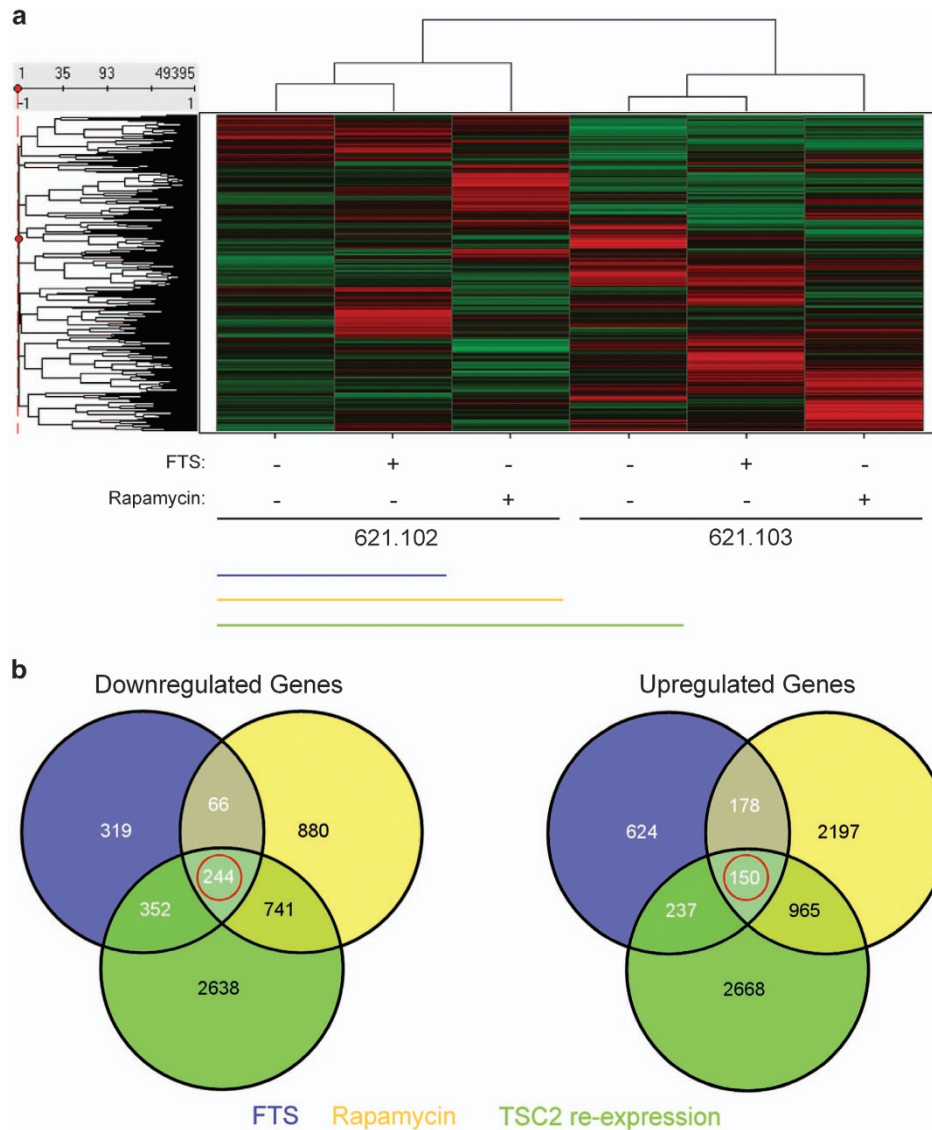 a
1 35 93 49395
-1 1
FTS: - + - - + -
Rapamycin: - - + - - +
621.102 621.103
b
Downregulated Genes Upregulated Genes
66 178
319 880 624 2197
244 150
352 741 237 965
2638 2668
FTS Rapamycin TSC2 re-expression